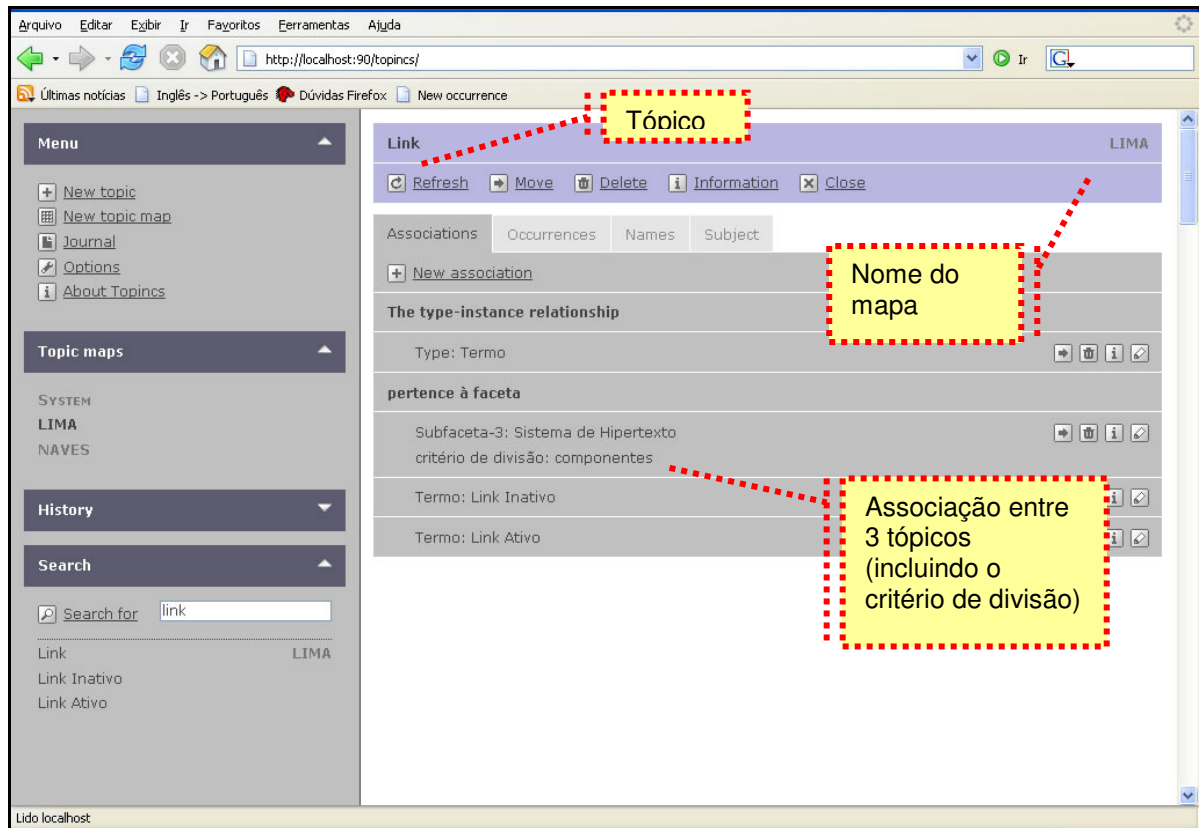 Arquivo Editar Exibir Ir Favoritos Ferramentas Ajuda
http://localhost:90/topincs/
Ir
G
Últimas notícias Inglês -> Português Dúvidas Firefox New occurrence
Tópico
Menu
New topic
New topic map
Journal
Options
About Topincs
Topic maps
SYSTEM
LIMA
NAVES
History
Search
Search for link
Link LIMA
Link Inativo
Link Ativo
Link LIMA
Refresh Move Delete Information Close
Associations Occurrences Names Subject
New association
Nome do
mapa
The type-instance relationship
Type: Termo
pertence à faceta
Subfaceta-3: Sistema de Hipertexto
critério de divisão: componentes
Termo: Link Inativo
Termo: Link Ativo
Associação entre
3 tópicos
(incluindo o
critério de divisão)
Lido localhost